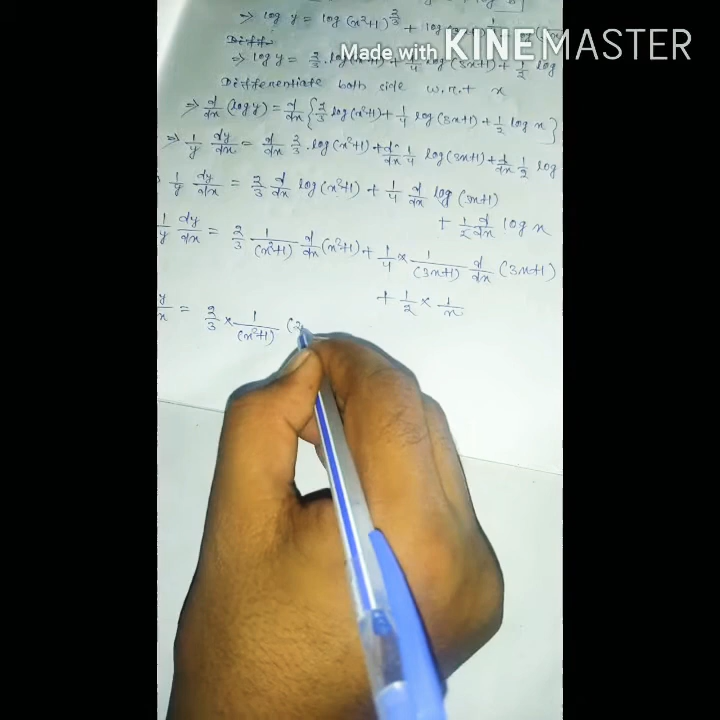 ⇒ log y = log (x²+1)^{2/3} + log
Made with KINEMASTER
Diff
⇒ log y = 2/3 · log (x²+1) + 1/4 log (3x+1) + 1/2 log
Differentiate both side w.r.t x
⇒ d/dx (log y) = d/dx { 2/3 log (x²+1) + 1/4 log (3x+1) + 1/2 log x }
⇒ 1/y dy/dx = d/dx 2/3 · log (x²+1) + d/dx 1/4 log (3x+1) + d/dx 1/2 log
1/y dy/dx = 2/3 d/dx log (x²+1) + 1/4 d/dx log (3x+1)
+ 1/2 d/dx log x
1/y dy/dx = 2/3 1/(x²+1) d/dx (x²+1) + 1/4 × 1/(3x+1) d/dx (3x+1)
+ 1/2 × 1/x
y/x = 2/3 × 1/(x²+1) (2